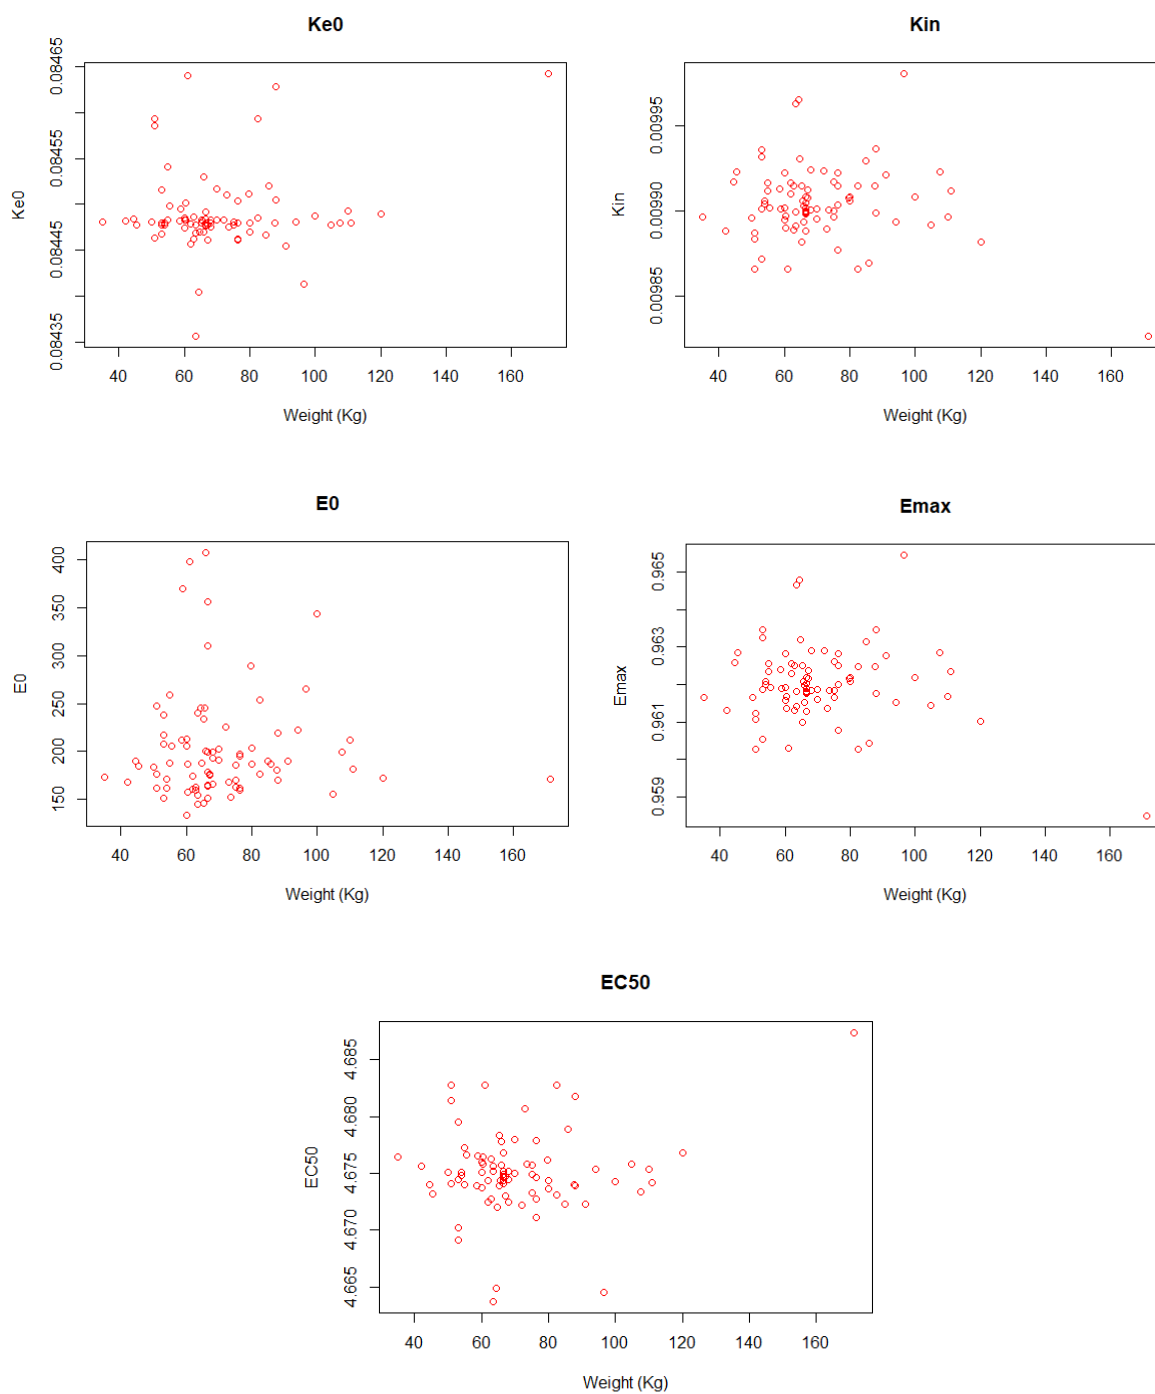 Ke0
Ke0
0.08435 0.08445 0.08455 0.08465
40 60 80 100 120 140 160
Weight (Kg)
Kin
Kin
0.00985 0.00990 0.00995
40 60 80 100 120 140 160
Weight (Kg)
E0
E0
150 200 250 300 350 400
40 60 80 100 120 140 160
Weight (Kg)
Emax
Emax
0.959 0.961 0.963 0.965
40 60 80 100 120 140 160
Weight (Kg)
EC50
EC50
4.665 4.670 4.675 4.680 4.685
40 60 80 100 120 140 160
Weight (Kg)